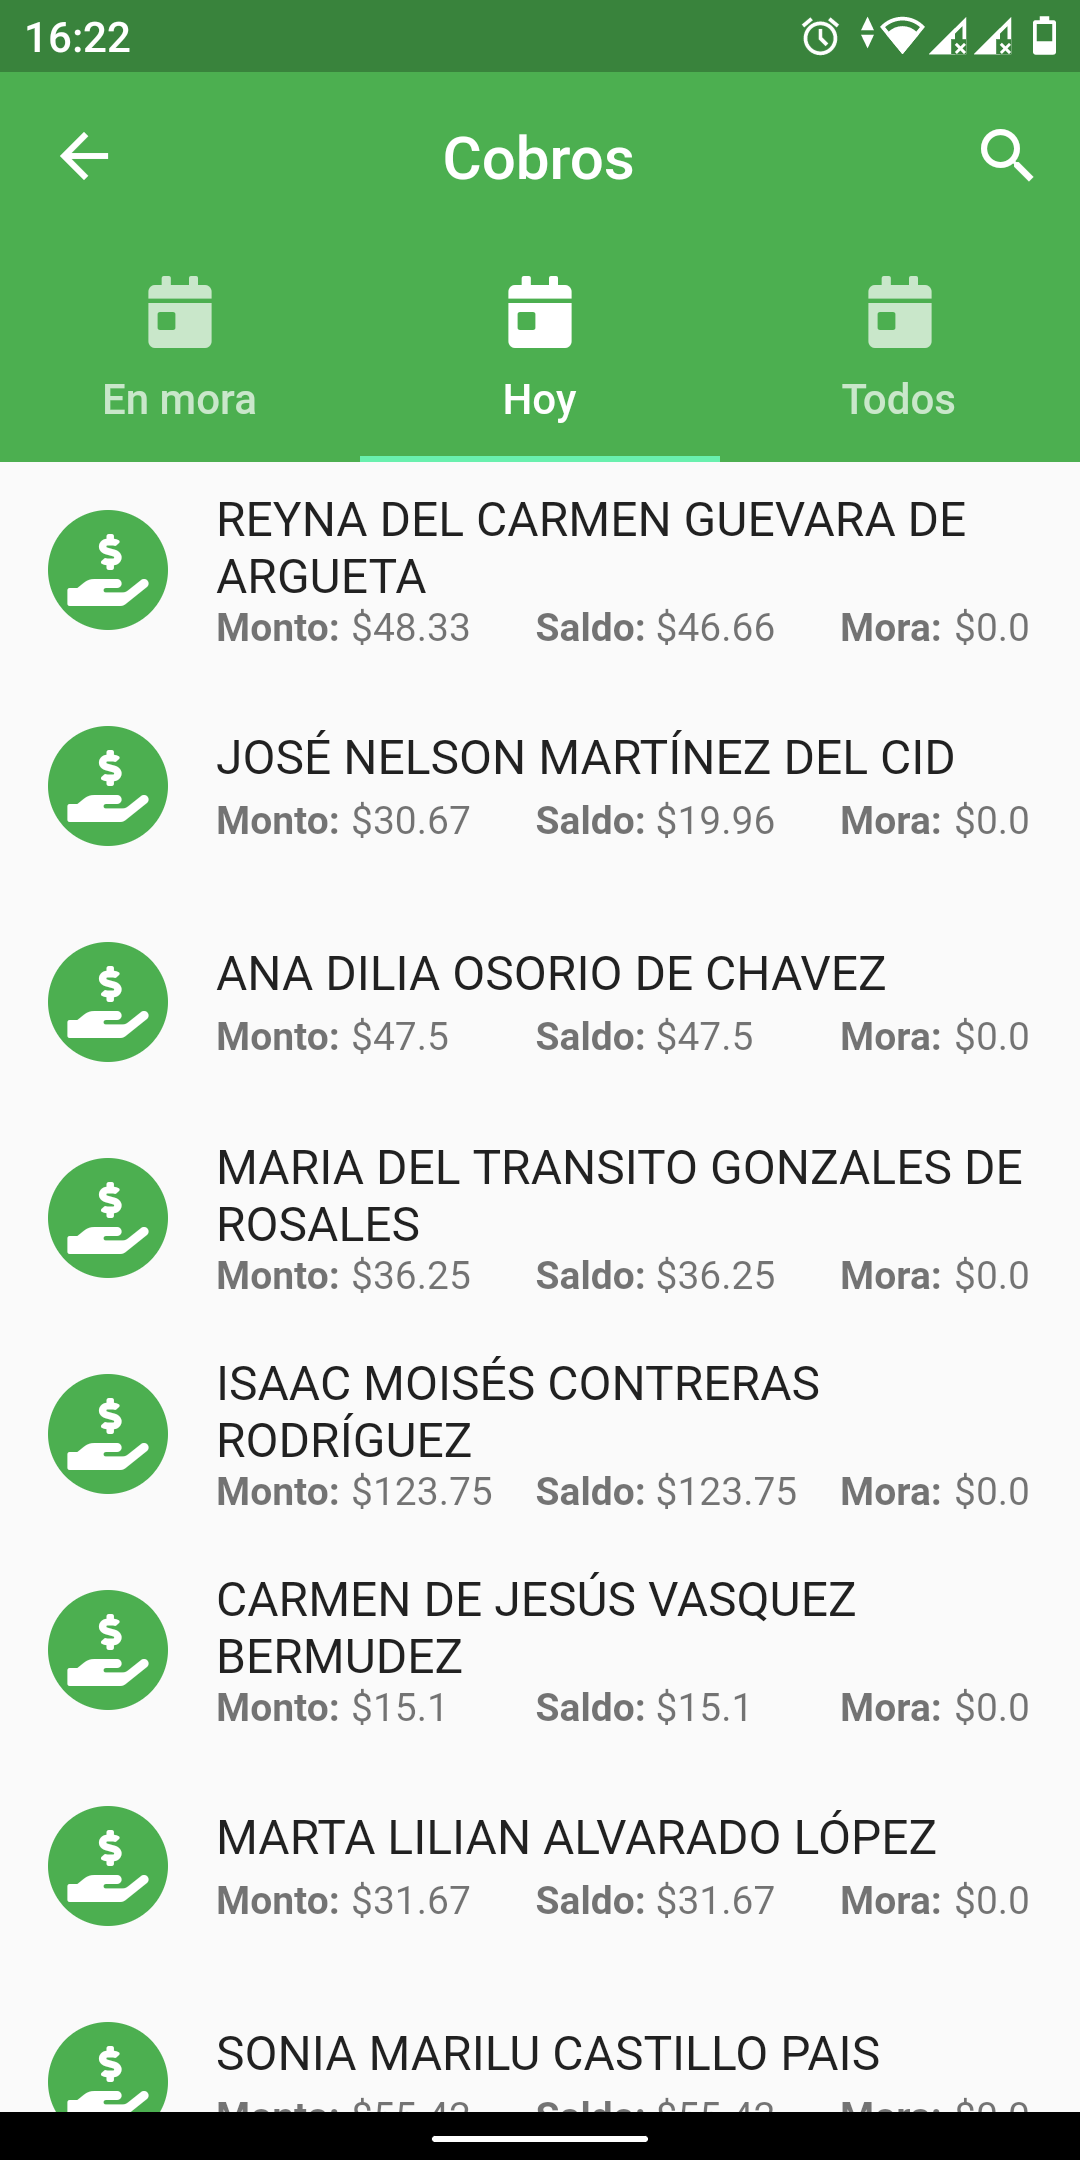 16:22
Cobros
En mora Hoy Todos
REYNA DEL CARMEN GUEVARA DE
ARGUETA
Monto: $48.33 Saldo: $46.66 Mora: $0.0
JOSÉ NELSON MARTÍNEZ DEL CID
Monto: $30.67 Saldo: $19.96 Mora: $0.0
ANA DILIA OSORIO DE CHAVEZ
Monto: $47.5 Saldo: $47.5 Mora: $0.0
MARIA DEL TRANSITO GONZALES DE
ROSALES
Monto: $36.25 Saldo: $36.25 Mora: $0.0
ISAAC MOISÉS CONTRERAS
RODRÍGUEZ
Monto: $123.75 Saldo: $123.75 Mora: $0.0
CARMEN DE JESÚS VASQUEZ
BERMUDEZ
Monto: $15.1 Saldo: $15.1 Mora: $0.0
MARTA LILIAN ALVARADO LÓPEZ
Monto: $31.67 Saldo: $31.67 Mora: $0.0
SONIA MARILU CASTILLO PAIS
Monto: Saldo: Mora: